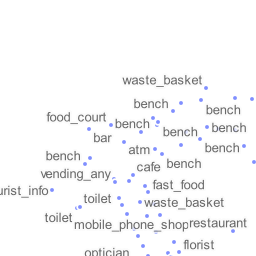 waste_basket
bench
bench
food_court
bench
bench
bench
bar
bench
atm
bench
bench
cafe
vending_any
fast_food
urist_info
toilet
waste_basket
toilet
mobile_phone_shop
restaurant
florist
optician